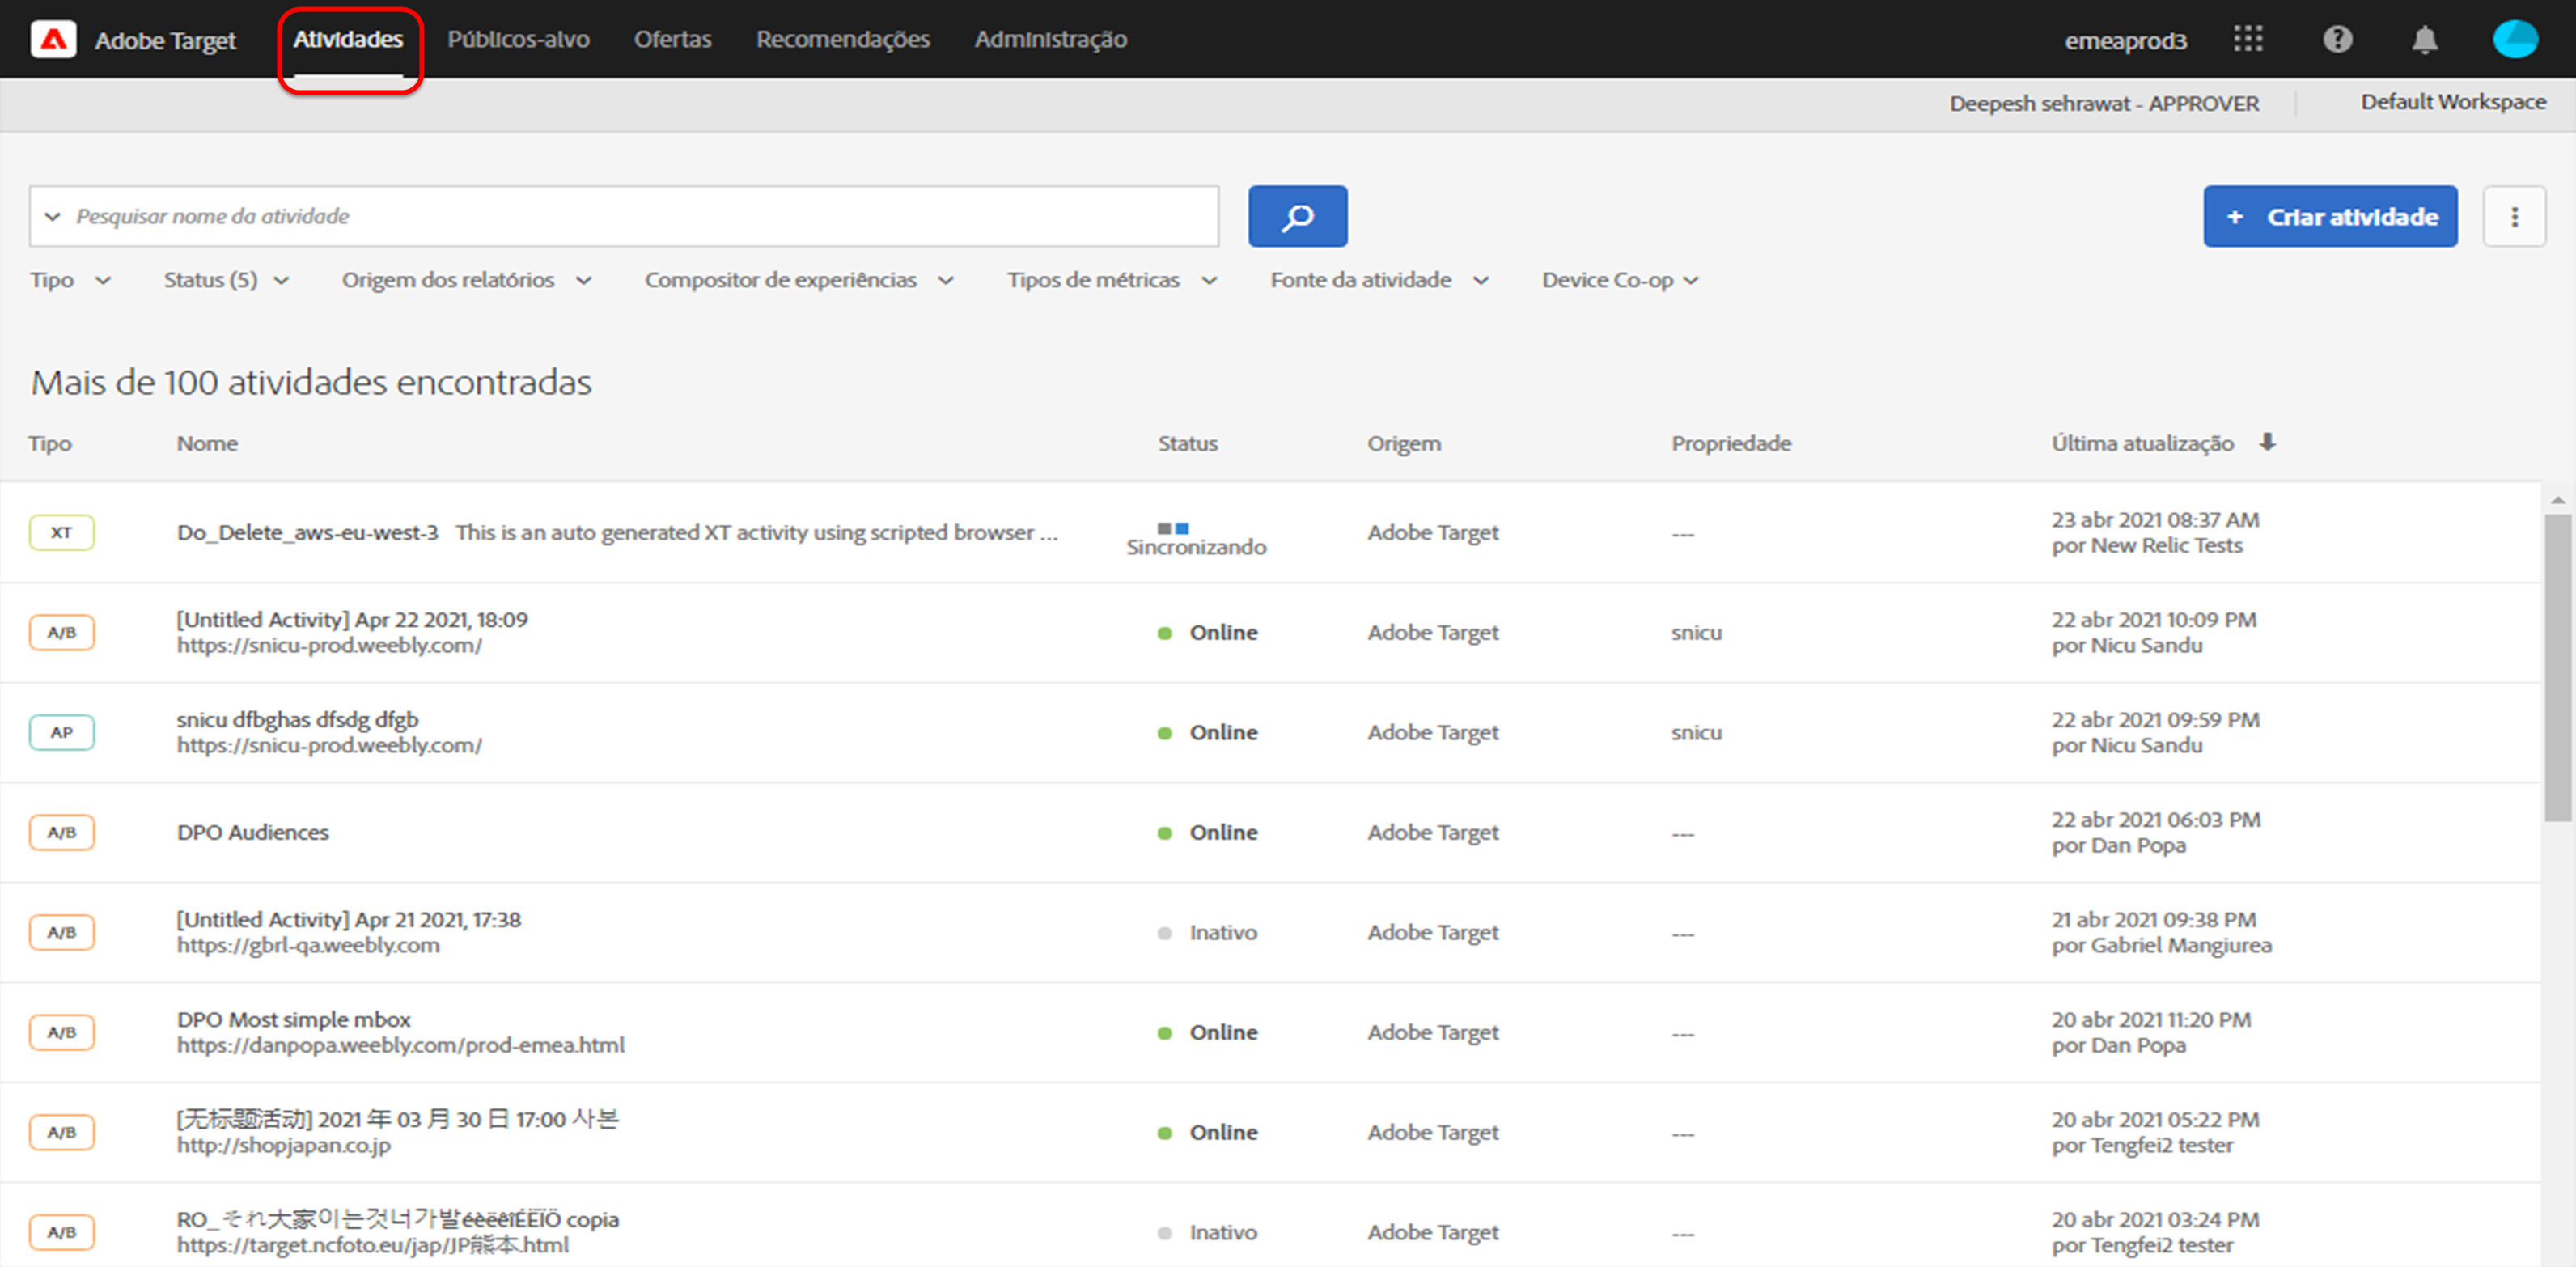 Adobe Target Atividades Públicos-alvo Ofertas Recomendações Administração emeaprod3
Deepesh sehrawat - APPROVER Default Workspace
Pesquisar nome da atividade + Criar atividade
Tipo Status (5) Origem dos relatórios Compositor de experiências Tipos de métricas Fonte da atividade Device Co-op
Mais de 100 atividades encontradas
Tipo Nome Status Origem Propriedade Última atualização
XT Do_Delete_aws-eu-west-3 This is an auto generated XT activity using scripted browser ... Sincronizando Adobe Target --- 23 abr 2021 08:37 AM
por New Relic Tests
A/B [Untitled Activity] Apr 22 2021, 18:09 Online Adobe Target snicu 22 abr 2021 10:09 PM
https://snicu-prod.weebly.com/ por Nicu Sandu
AP snicu dfbghas dfsdg dfgb Online Adobe Target snicu 22 abr 2021 09:59 PM
https://snicu-prod.weebly.com/ por Nicu Sandu
A/B DPO Audiences Online Adobe Target --- 22 abr 2021 06:03 PM
por Dan Popa
A/B [Untitled Activity] Apr 21 2021, 17:38 Inativo Adobe Target --- 21 abr 2021 09:38 PM
https://gbrl-qa.weebly.com por Gabriel Mangiurea
A/B DPO Most simple mbox Online Adobe Target --- 20 abr 2021 11:20 PM
https://danpopa.weebly.com/prod-emea.html por Dan Popa
A/B [无标题活动] 2021 年 03 月 30 日 17:00 사본 Online Adobe Target --- 20 abr 2021 05:22 PM
http://shopjapan.co.jp por Tengfei2 tester
A/B RO_それ大家이는것너가발éèëêîÉËÏÖ copia Inativo Adobe Target --- 20 abr 2021 03:24 PM
https://target.ncfoto.eu/jap/JP熊本.html por Tengfei2 tester